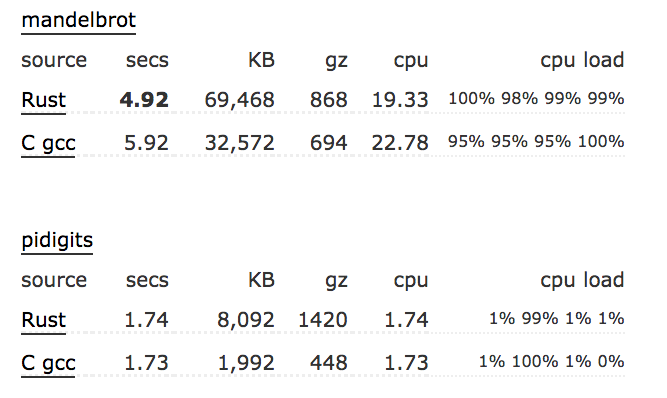 mandelbrot
source secs KB gz cpu cpu load
Rust 4.92 69,468 868 19.33 100% 98% 99% 99%
C gcc 5.92 32,572 694 22.78 95% 95% 95% 100%
pidigits
source secs KB gz cpu cpu load
Rust 1.74 8,092 1420 1.74 1% 99% 1% 1%
C gcc 1.73 1,992 448 1.73 1% 100% 1% 0%